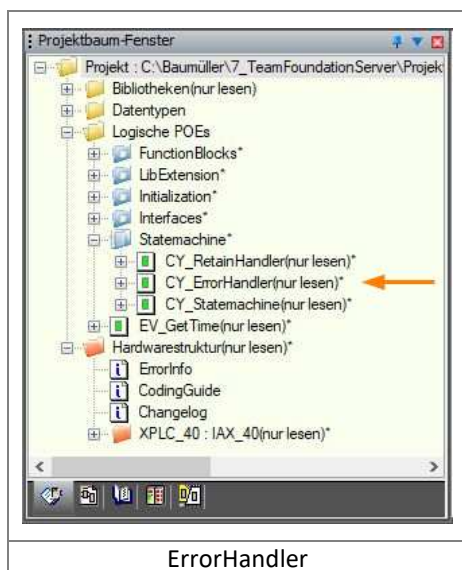 Projektbaum-Fenster
Projekt : C:\Baumüller\7_TeamFoundationServer\Projek
Bibliotheken(nur lesen)
Datentypen
Logische POEs
FunctionBlocks*
LibExtension*
Initialization*
Interfaces*
Statemachine*
CY_RetainHandler(nur lesen)*
CY_ErrorHandler(nur lesen)*
CY_Statemachine(nur lesen)*
EV_GetTime(nur lesen)*
Hardwarestruktur(nur lesen)*
ErrorInfo
CodingGuide
Changelog
XPLC_40 : IAX_40(nur lesen)*
ErrorHandler